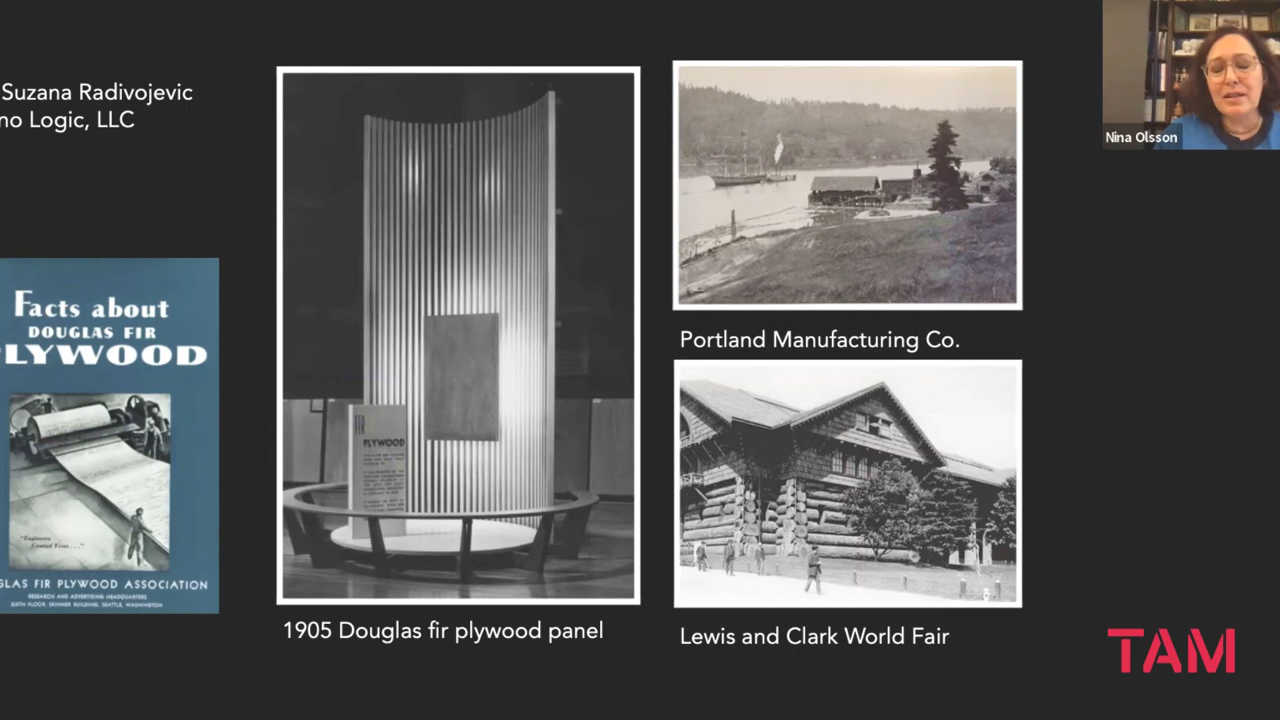 Suzana Radivojevic
no Logic, LLC
Facts about
DOUGLAS FIR
PLYWOOD
"Engineers
Control Trees . . ."
GLAS FIR PLYWOOD ASSOCIATION
RESEARCH AND ADVERTISING HEADQUARTERS
SIXTH FLOOR, SKINNER BUILDING, SEATTLE, WASHINGTON
FIR
PLYWOOD
1905 Douglas fir plywood panel
Portland Manufacturing Co.
Lewis and Clark World Fair
Nina Olsson
TAM